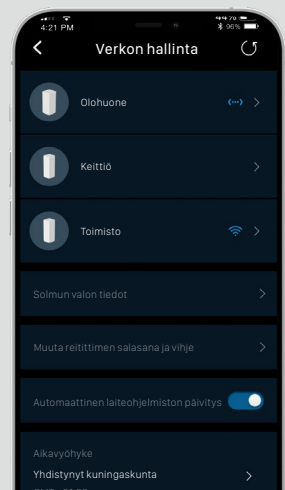 4:21 PM
96%
Verkon hallinta
Olohuone
Keittiö
Toimisto
Solmun valon tiedot
Muuta reitittimen salasana ja vihje
Automaattinen laiteohjelmiston päivitys
Aikavyöhyke
Yhdistynyt kuningaskunta